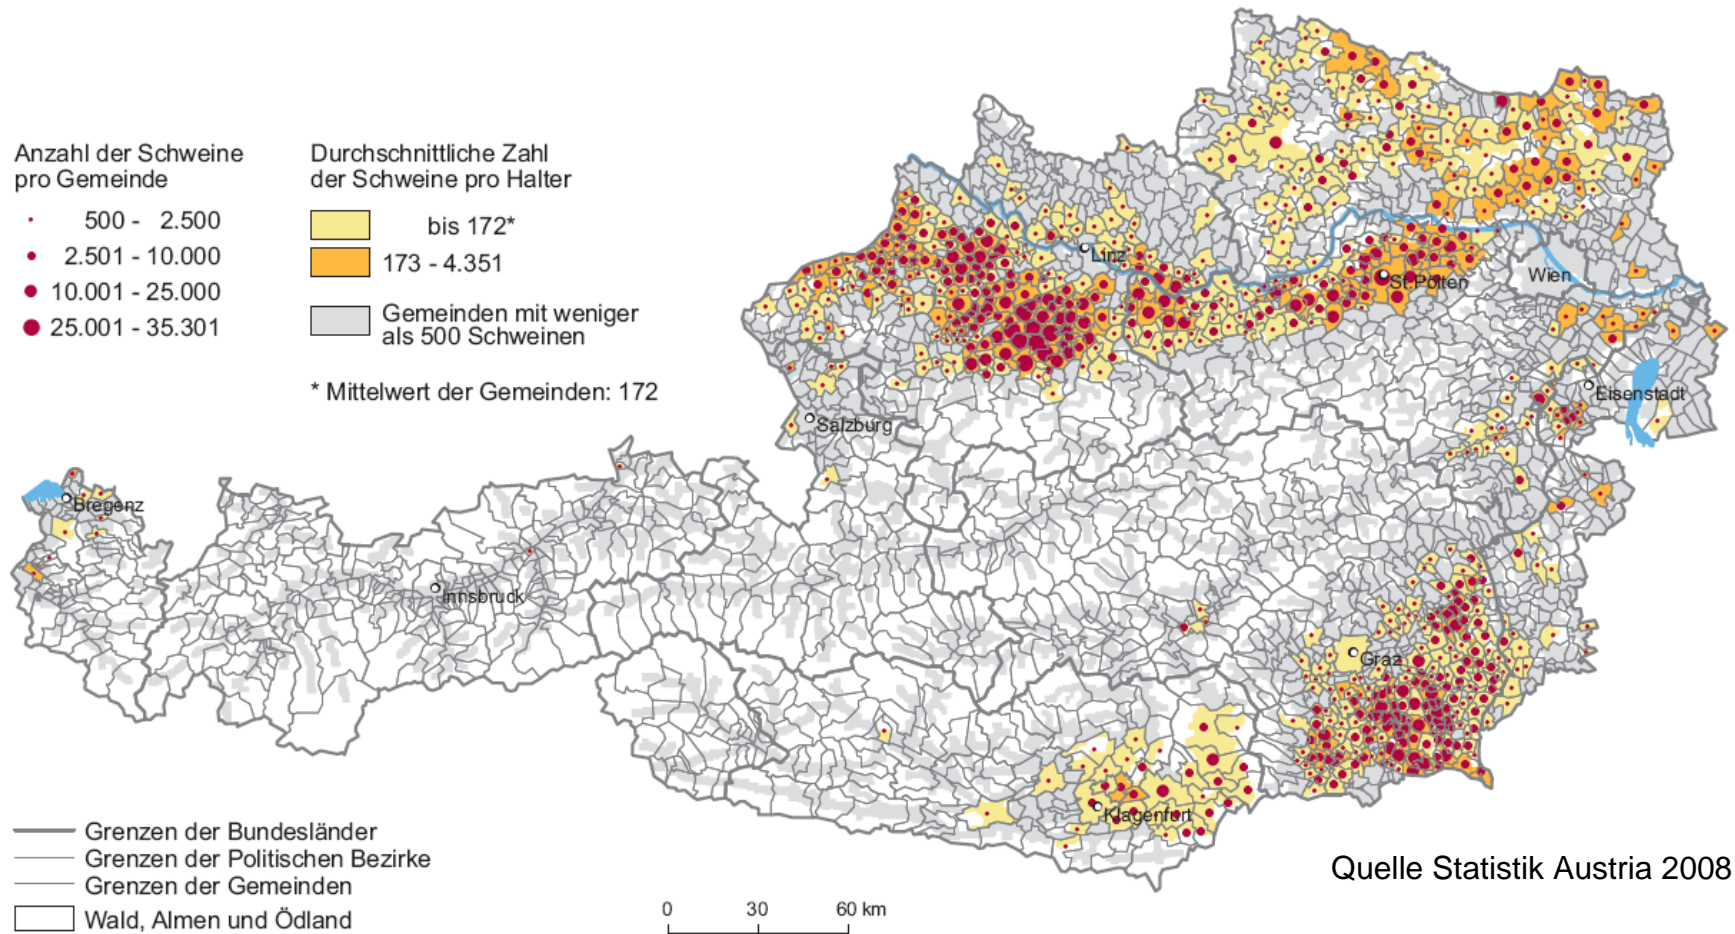 Anzahl der Schweine
pro Gemeinde
500 - 2.500
2.501 - 10.000
10.001 - 25.000
25.001 - 35.301
Durchschnittliche Zahl
der Schweine pro Halter
bis 172*
173 - 4.351
Gemeinden mit weniger
als 500 Schweinen
* Mittelwert der Gemeinden: 172
Linz
St.Pölten
Wien
Eisenstadt
Salzburg
Bregenz
Innsbruck
Graz
Klagenfurt
Grenzen der Bundesländer
Grenzen der Politischen Bezirke
Grenzen der Gemeinden
Wald, Almen und Ödland
0 30 60 km
Quelle Statistik Austria 2008